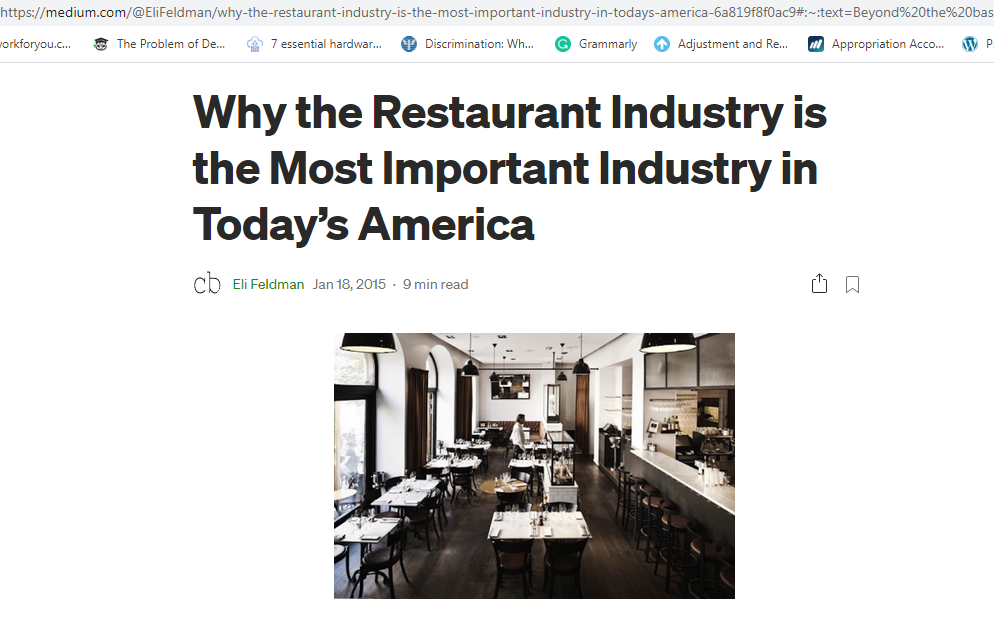 https://medium.com/@EliFeldman/why-the-restaurant-industry-is-the-most-important-industry-in-todays-america-6a819f8f0ac9#:~:text=Beyond%20the%20bas
vorkforyou.c... The Problem of De... 7 essential hardwar... Discrimination: Wh... Grammarly Adjustment and Re... Appropriation Acco... P
Why the Restaurant Industry is
the Most Important Industry in
Today’s America
cb Eli Feldman Jan 18, 2015 · 9 min read